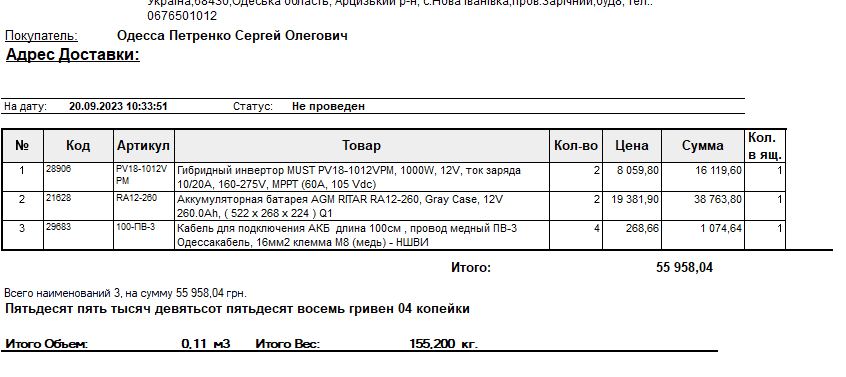 Україна,68430,Одеська область, Арцизький р-н, с.Нова Іванівка,пров.Зарічний,буд8, тел.:
0676501012
Покупатель: Одесса Петренко Сергей Олегович
Адрес Доставки:
На дату: 20.09.2023 10:33:51 Статус: Не проведен
№ Код Артикул Товар Кол-во Цена Сумма Кол. в ящ.
1 28906 PV18-1012V PM Гибридный инвертор MUST PV18-1012VPM, 1000W, 12V, ток заряда 2 8 059,80 16 119,60 1
10/20A, 160-275V, MPPT (60A, 105 Vdc)
2 21628 RA12-260 Аккумуляторная батарея AGM RITAR RA12-260, Gray Case, 12V 2 19 381,90 38 763,80 1
260.0Ah, ( 522 x 268 x 224 ) Q1
3 29683 100-ПВ-3 Кабель для подключения АКБ длина 100см , провод медный ПВ-3 4 268,66 1 074,64 1
Одессакабель, 16мм2 клемма М8 (медь) - НШВИ
Итого: 55 958,04
Всего наименований 3, на сумму 55 958,04 грн.
Пятьдесят пять тысяч девятьсот пятьдесят восемь гривен 04 копейки
Итого Обьем: 0,11 м3 Итого Вес: 155,200 кг.